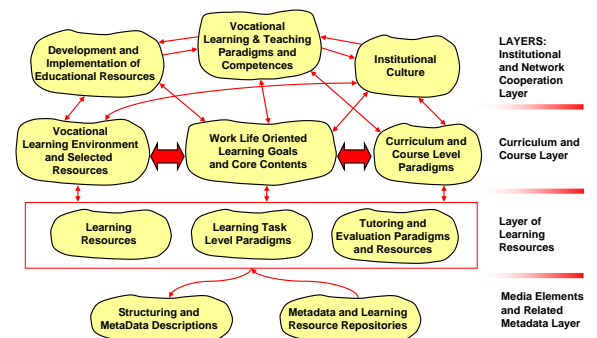 Vocational
Learning & Teaching
Paradigms and
Competences
Development and
Implementation of
Educational Resources
Institutional
Culture
LAYERS:
Institutional
and Network
Cooperation
Layer
Vocational
Learning Environment
and Selected
Resources
Work Life Oriented
Learning Goals
and Core Contents
Curriculum and
Course Level
Paradigms
Curriculum and
Course Layer
Learning
Resources
Learning Task
Level Paradigms
Tutoring and
Evaluation Paradigms
and Resources
Layer of
Learning
Resources
Structuring and
MetaData Descriptions
Metadata and Learning
Resource Repositories
Media Elements
and Related
Metadata Layer